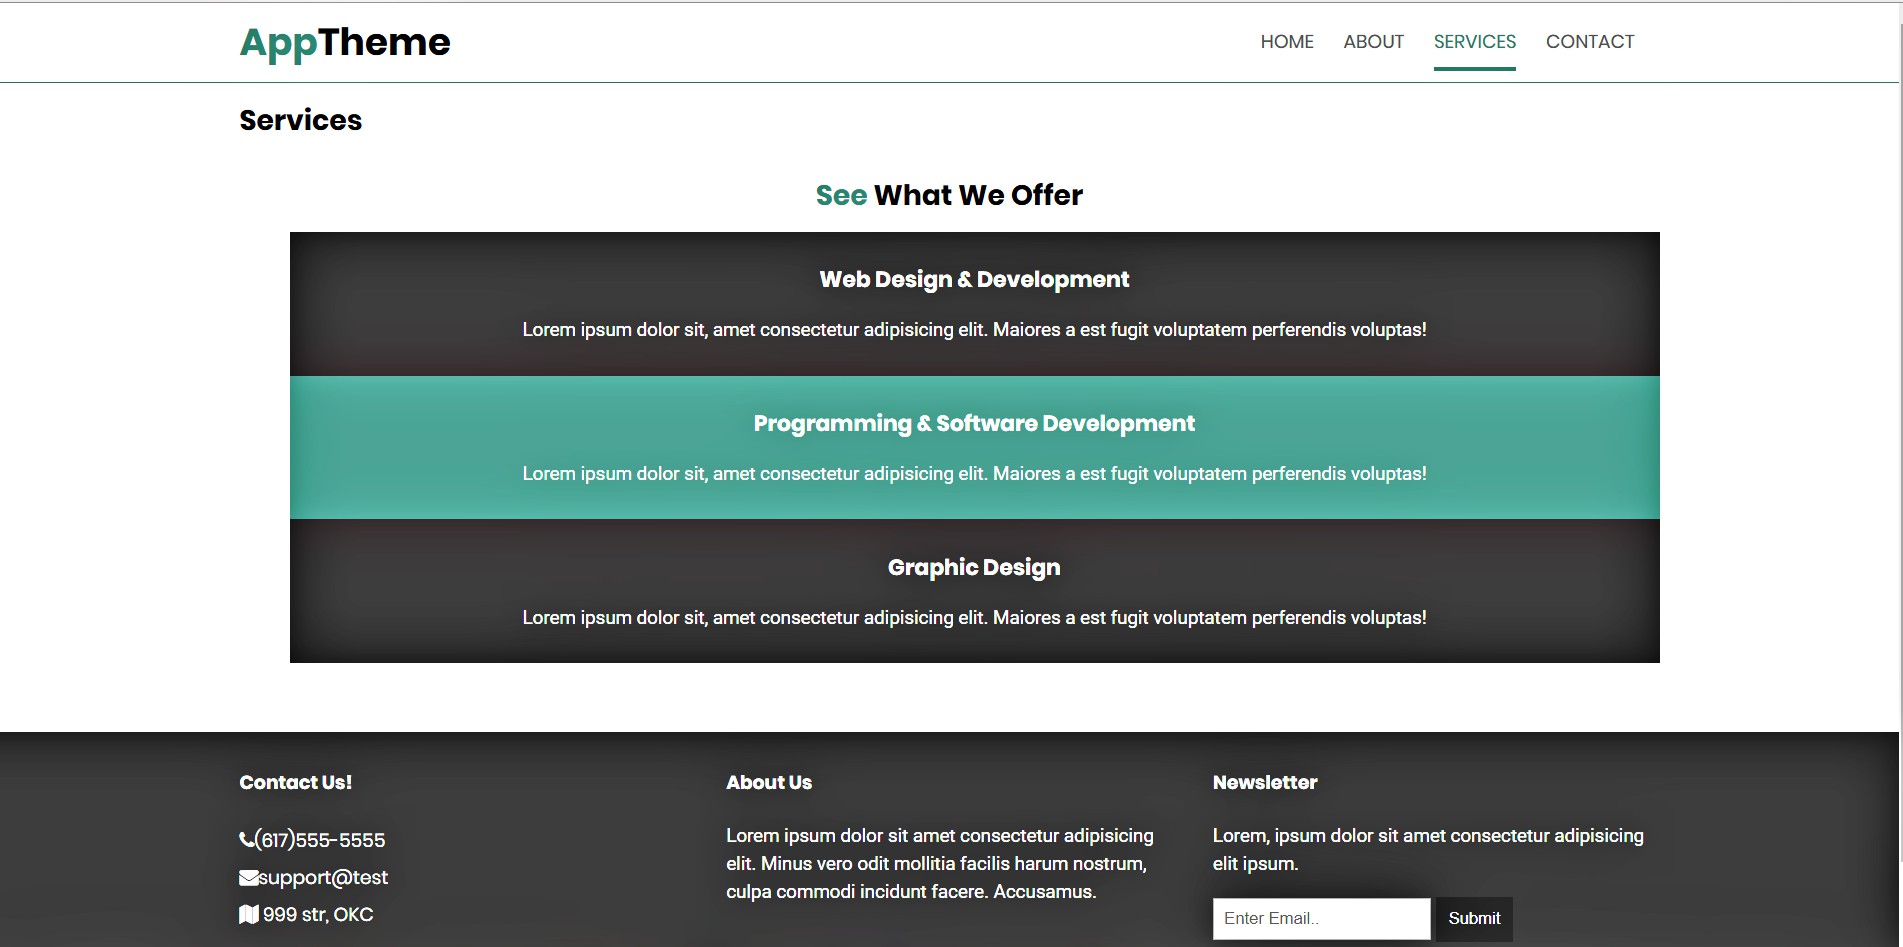 AppTheme
HOME ABOUT SERVICES CONTACT
Services
See What We Offer
Web Design & Development
Lorem ipsum dolor sit, amet consectetur adipisicing elit. Maiores a est fugit voluptatem perferendis voluptas!
Programming & Software Development
Lorem ipsum dolor sit, amet consectetur adipisicing elit. Maiores a est fugit voluptatem perferendis voluptas!
Graphic Design
Lorem ipsum dolor sit, amet consectetur adipisicing elit. Maiores a est fugit voluptatem perferendis voluptas!
Contact Us!
(617)555-5555
support@test
999 str, OKC
About Us
Lorem ipsum dolor sit amet consectetur adipisicing
elit. Minus vero odit mollitia facilis harum nostrum,
culpa commodi incidunt facere. Accusamus.
Newsletter
Lorem, ipsum dolor sit amet consectetur adipisicing
elit ipsum.
Enter Email.. Submit